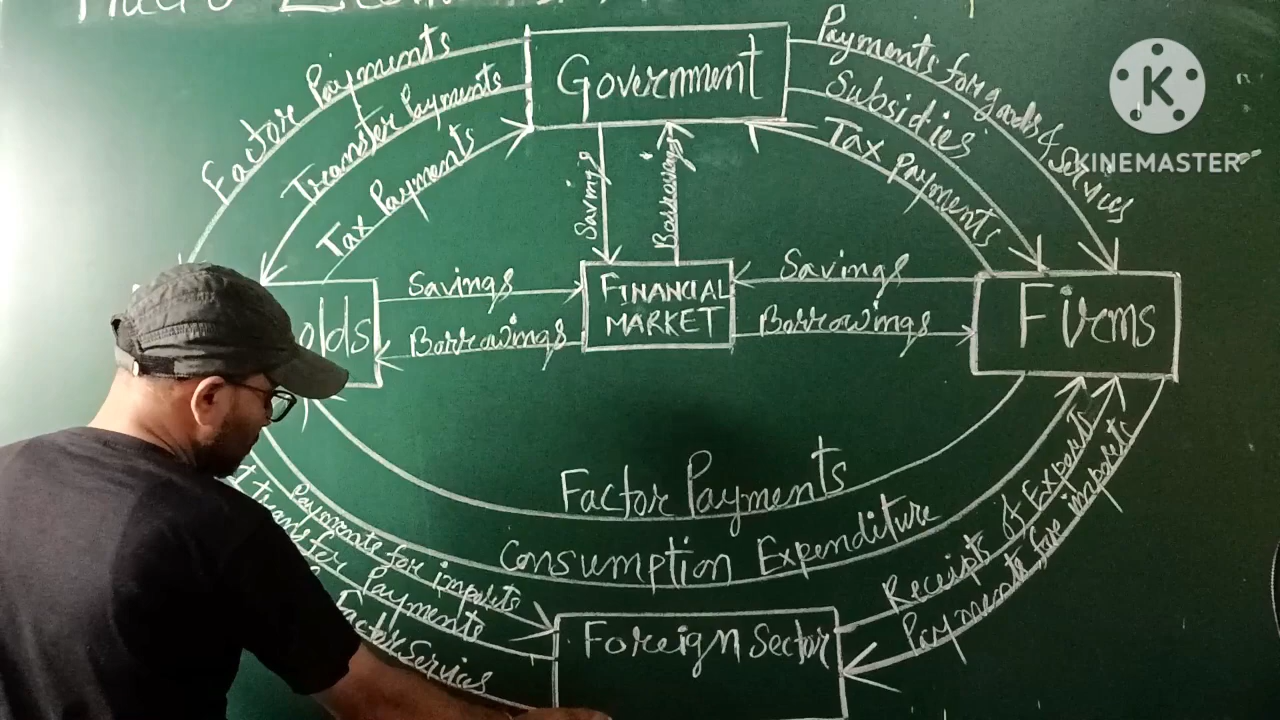 Factor Payments
Transfer Payments
Tax Payments
Government
Payments for goods & Services
Subsidies
Tax Payments
Savings
Borrowings
KINEMASTER
olds
Savings
Borrowings
FINANCIAL
MARKET
Savings
Borrowings
Firms
Factor Payments
Consumption Expenditure
Payments for imports
transfer Payments
Factor Services
Foreign Sector
Receipts of Exports
Payments for imports